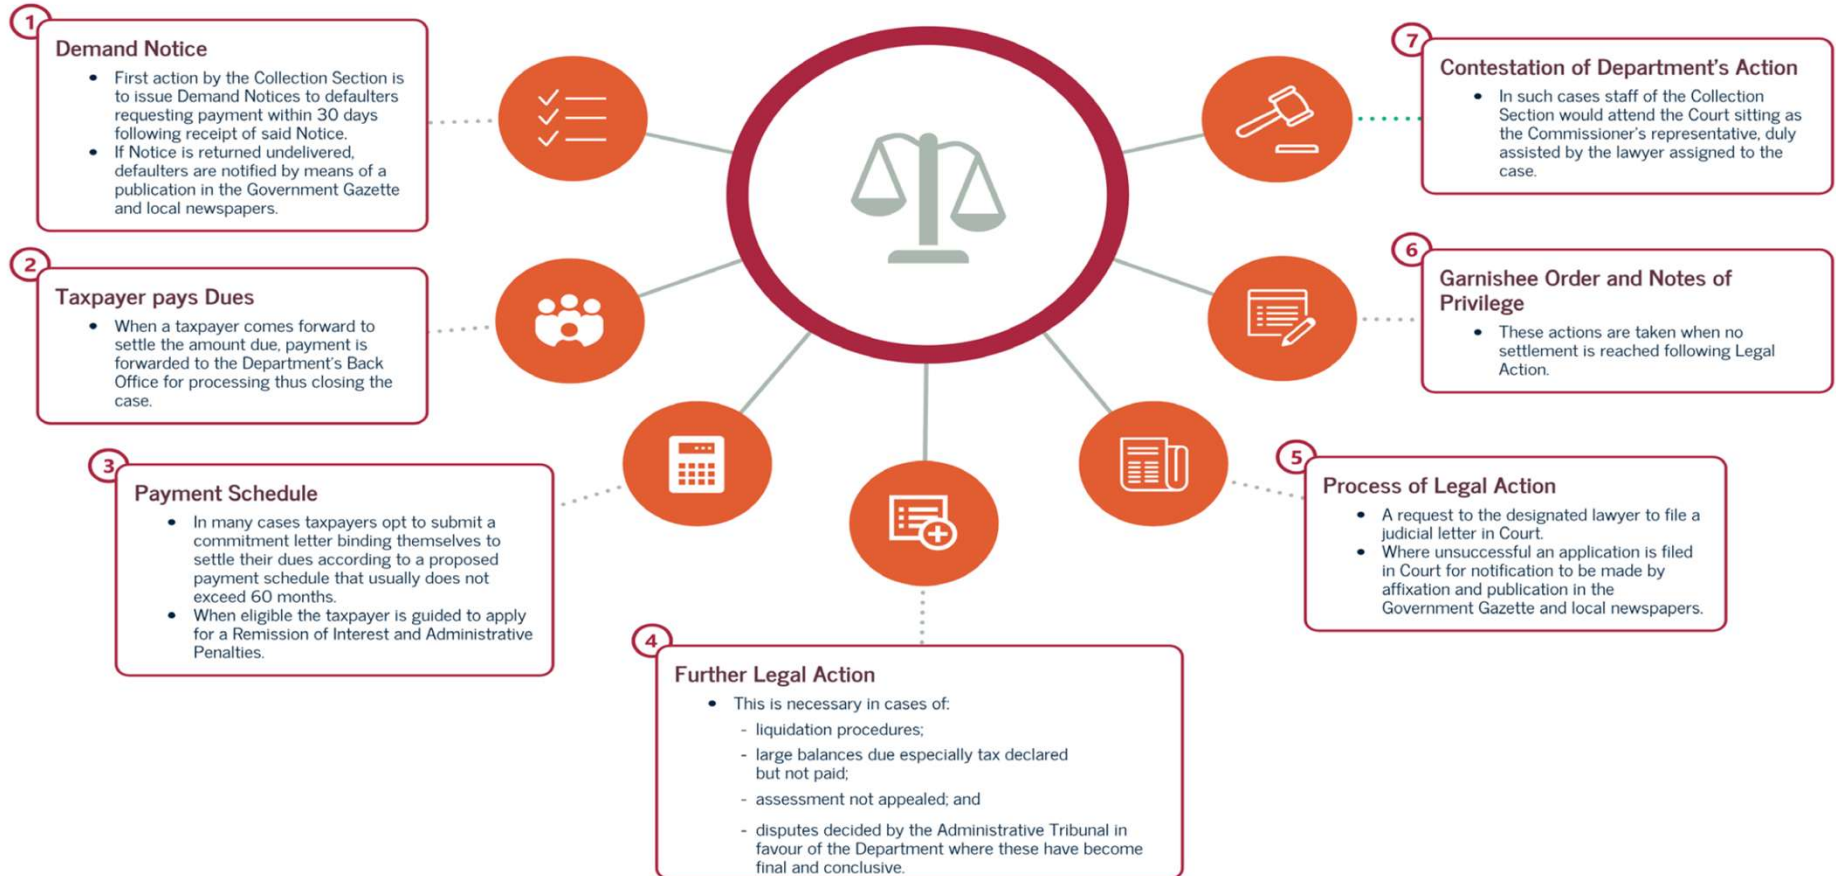 1
Demand Notice
• First action by the Collection Section is
to issue Demand Notices to defaulters
requesting payment within 30 days
following receipt of said Notice.
• If Notice is returned undelivered,
defaulters are notified by means of a
publication in the Government Gazette
and local newspapers.
2
Taxpayer pays Dues
• When a taxpayer comes forward to
settle the amount due, payment is
forwarded to the Department's Back
Office for processing thus closing the
case.
3
Payment Schedule
• In many cases taxpayers opt to submit a
commitment letter binding themselves to
settle their dues according to a proposed
payment schedule that usually does not
exceed 60 months.
• When eligible the taxpayer is guided to apply
for a Remission of Interest and Administrative
Penalties.
4
Further Legal Action
• This is necessary in cases of:
- liquidation procedures;
- large balances due especially tax declared
but not paid;
- assessment not appealed; and
- disputes decided by the Administrative Tribunal in
favour of the Department where these have become
final and conclusive.
5
Process of Legal Action
• A request to the designated lawyer to file a
judicial letter in Court.
• Where unsuccessful an application is filed
in Court for notification to be made by
affixation and publication in the
Government Gazette and local newspapers.
6
Garnishee Order and Notes of
Privilege
• These actions are taken when no
settlement is reached following Legal
Action.
7
Contestation of Department's Action
• In such cases staff of the Collection
Section would attend the Court sitting as
the Commissioner's representative, duly
assisted by the lawyer assigned to the
case.